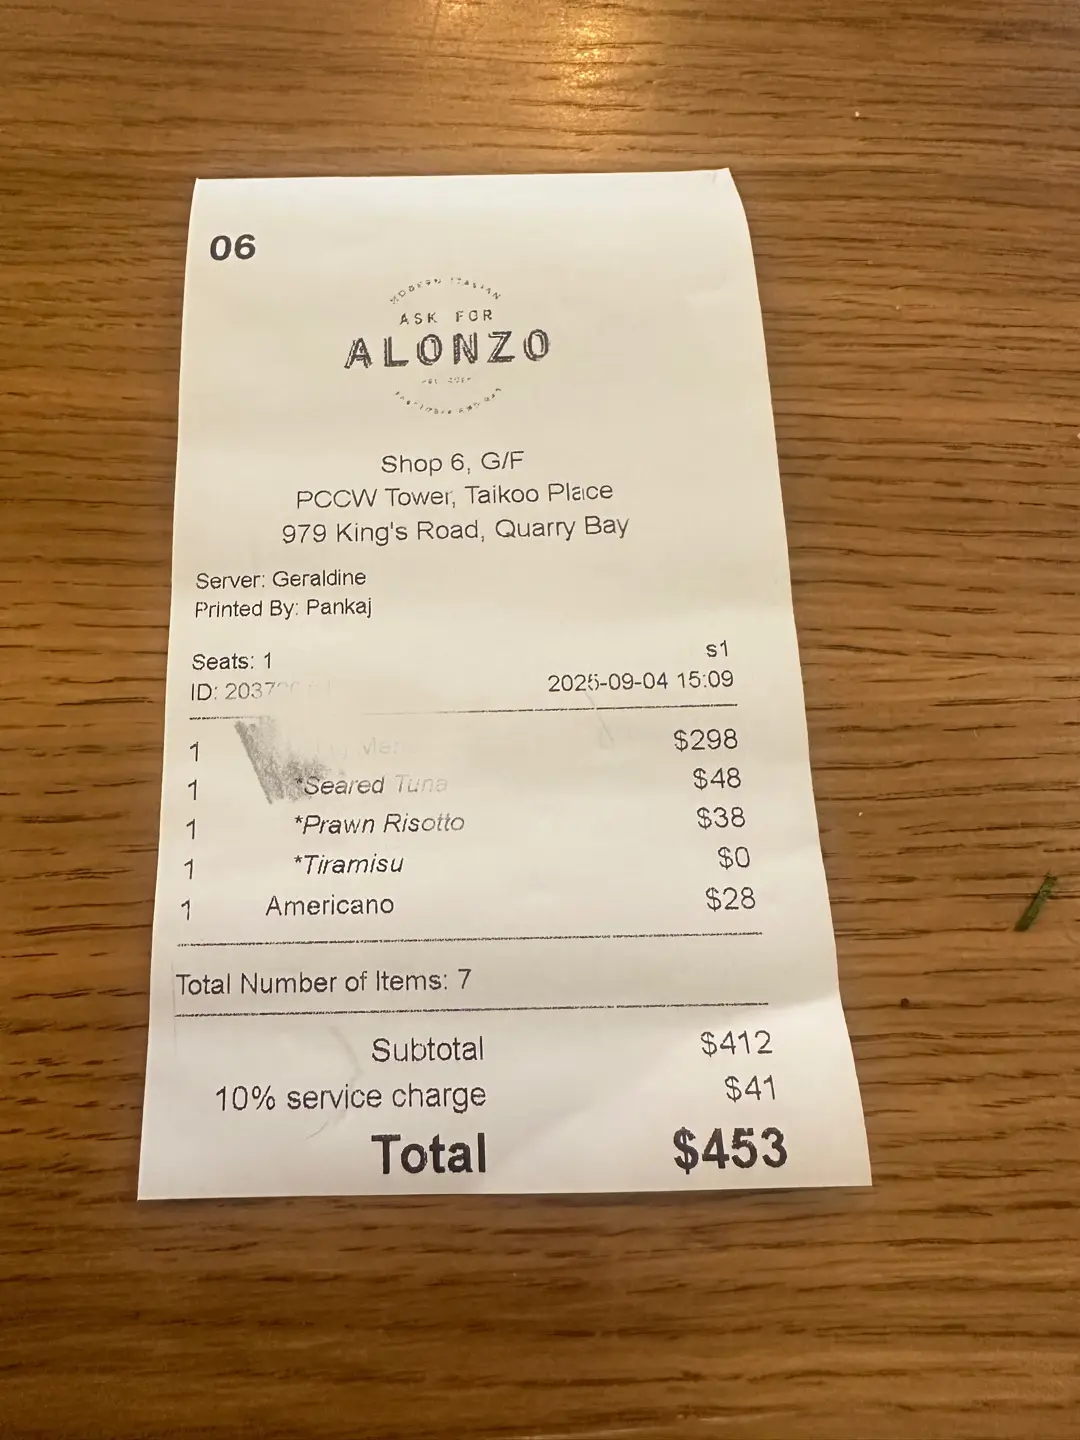 06
MODERN ITALIAN
ASK FOR
ALONZO
Shop 6, G/F
PCCW Tower, Taikoo Place
979 King's Road, Quarry Bay
Server: Geraldine
Printed By: Pankaj
Seats: 1 s1
ID: 2025-09-04 15:09
1 $298
1 *Seared Tuna $48
1 *Prawn Risotto $38
1 *Tiramisu $0
1 Americano $28
Total Number of Items: 7
Subtotal $412
10% service charge $41
Total $453